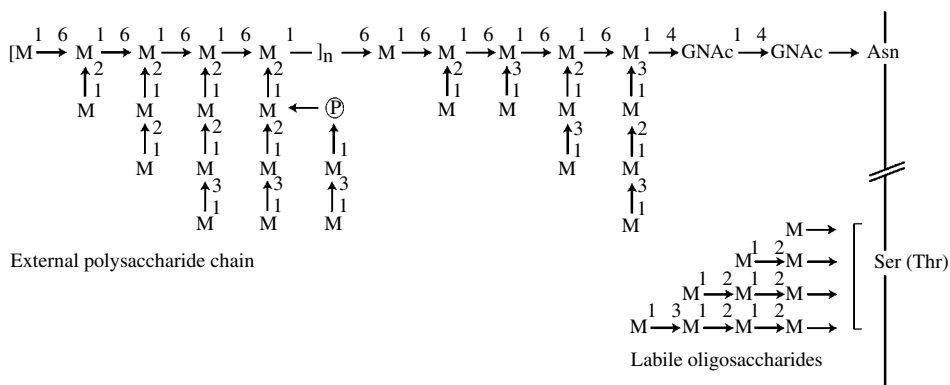 1 6 1 6 1 6 1 6 1 6 1 6 1 6 1 6 1 6 1 4 1 4
[M M M M M ]n M M M M M GNAc GNAc Asn
2 2 2 2 2 3 2 3
1 1 1 1 1 1 1 1
M M M M P M M M M
2 2 2 3 2
1 1 1 1 1 1
M M M M M M
3 3 3 3
1 1 1 1
M M M M
External polysaccharide chain
M
1 2
M M
1 2 1 2
M M M
1 3 1 2 1 2
M M M M
Ser (Thr)
Labile oligosaccharides